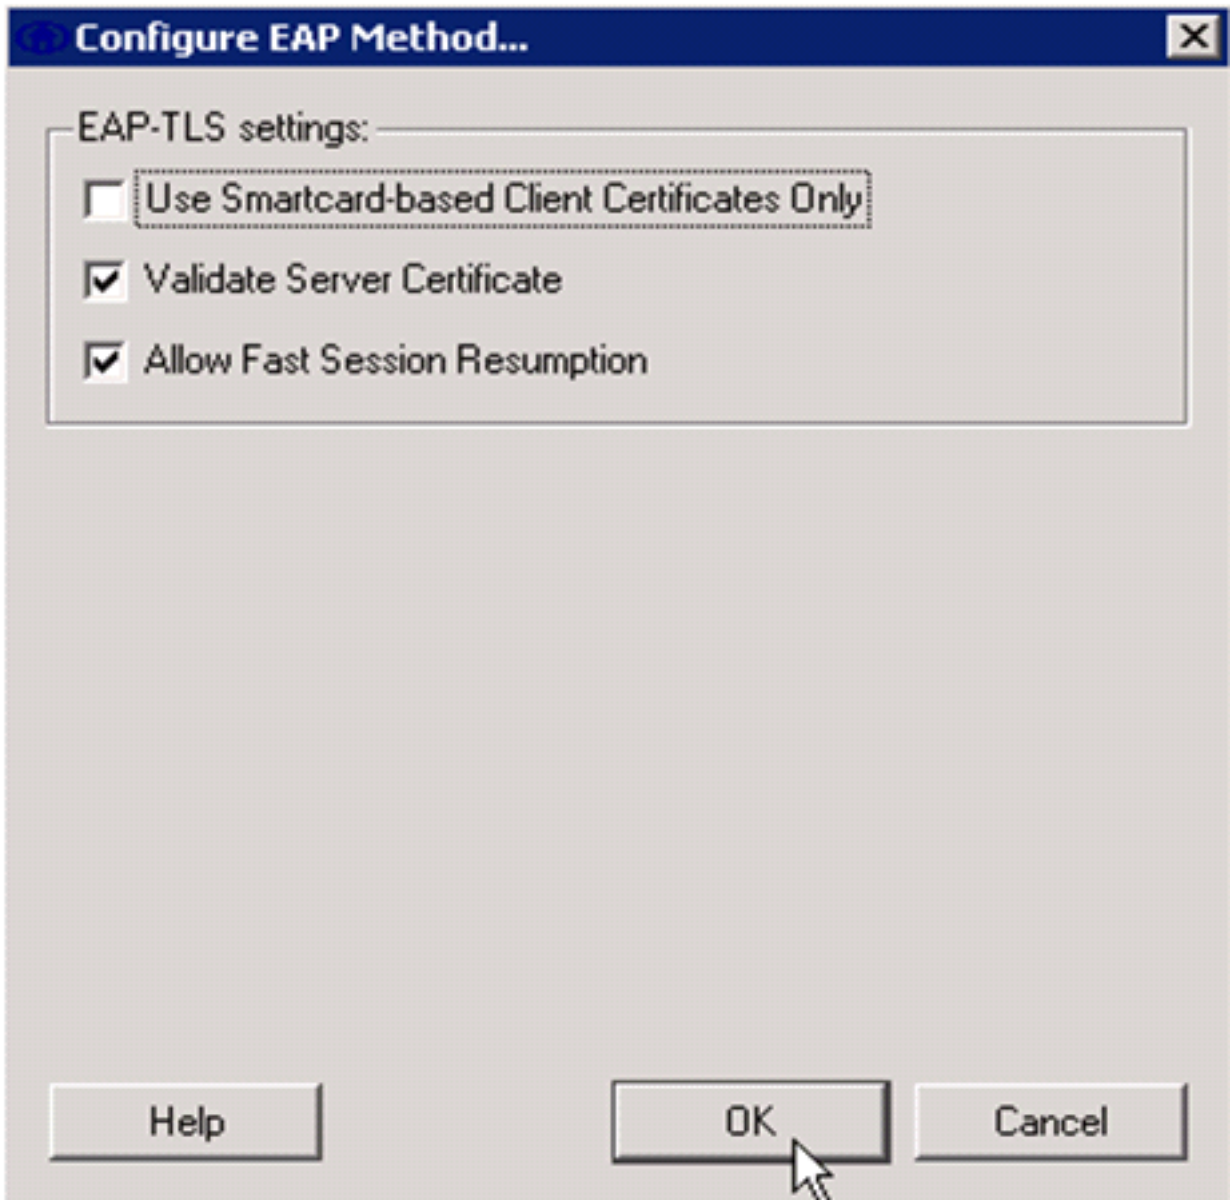 Configure EAP Method...
EAP-TLS settings:
Use Smartcard-based Client Certificates Only
Validate Server Certificate
Allow Fast Session Resumption
Help
OK
Cancel